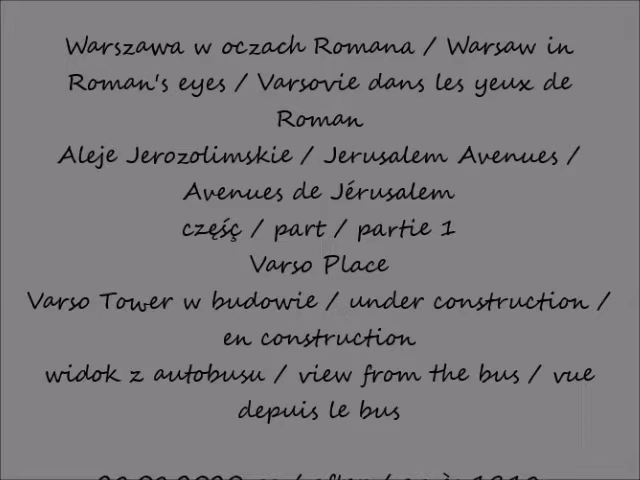 Warszawa w oczach Romana / Warsaw in
Roman's eyes / Varsovie dans les yeux de
Roman
Aleje Jerozolimskie / Jerusalem Avenues /
Avenues de Jérusalem
częśç / part / partie 1
Varso Place
Varso Tower w budowie / under construction /
en construction
widok z autobusu / view from the bus / vue
depuis le bus